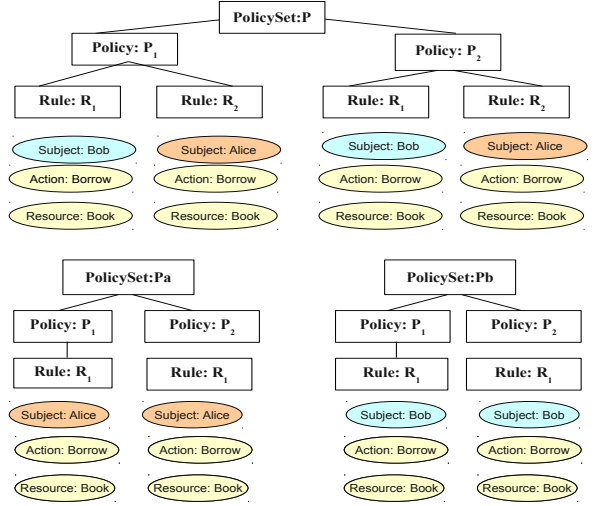 PolicySet:P
Policy: P1
Policy: P2
Rule: R1
Rule: R2
Rule: R1
Rule: R2
Subject: Bob
Subject: Alice
Subject: Bob
Subject: Alice
Action: Borrow
Action: Borrow
Action: Borrow
Action: Borrow
Resource: Book
Resource: Book
Resource: Book
Resource: Book
PolicySet:Pa
PolicySet:Pb
Policy: P1
Policy: P2
Policy: P1
Policy: P2
Rule: R1
Rule: R1
Rule: R1
Rule: R1
Subject: Alice
Subject: Alice
Subject: Bob
Subject: Bob
Action: Borrow
Action: Borrow
Action: Borrow
Action: Borrow
Resource: Book
Resource: Book
Resource: Book
Resource: Book